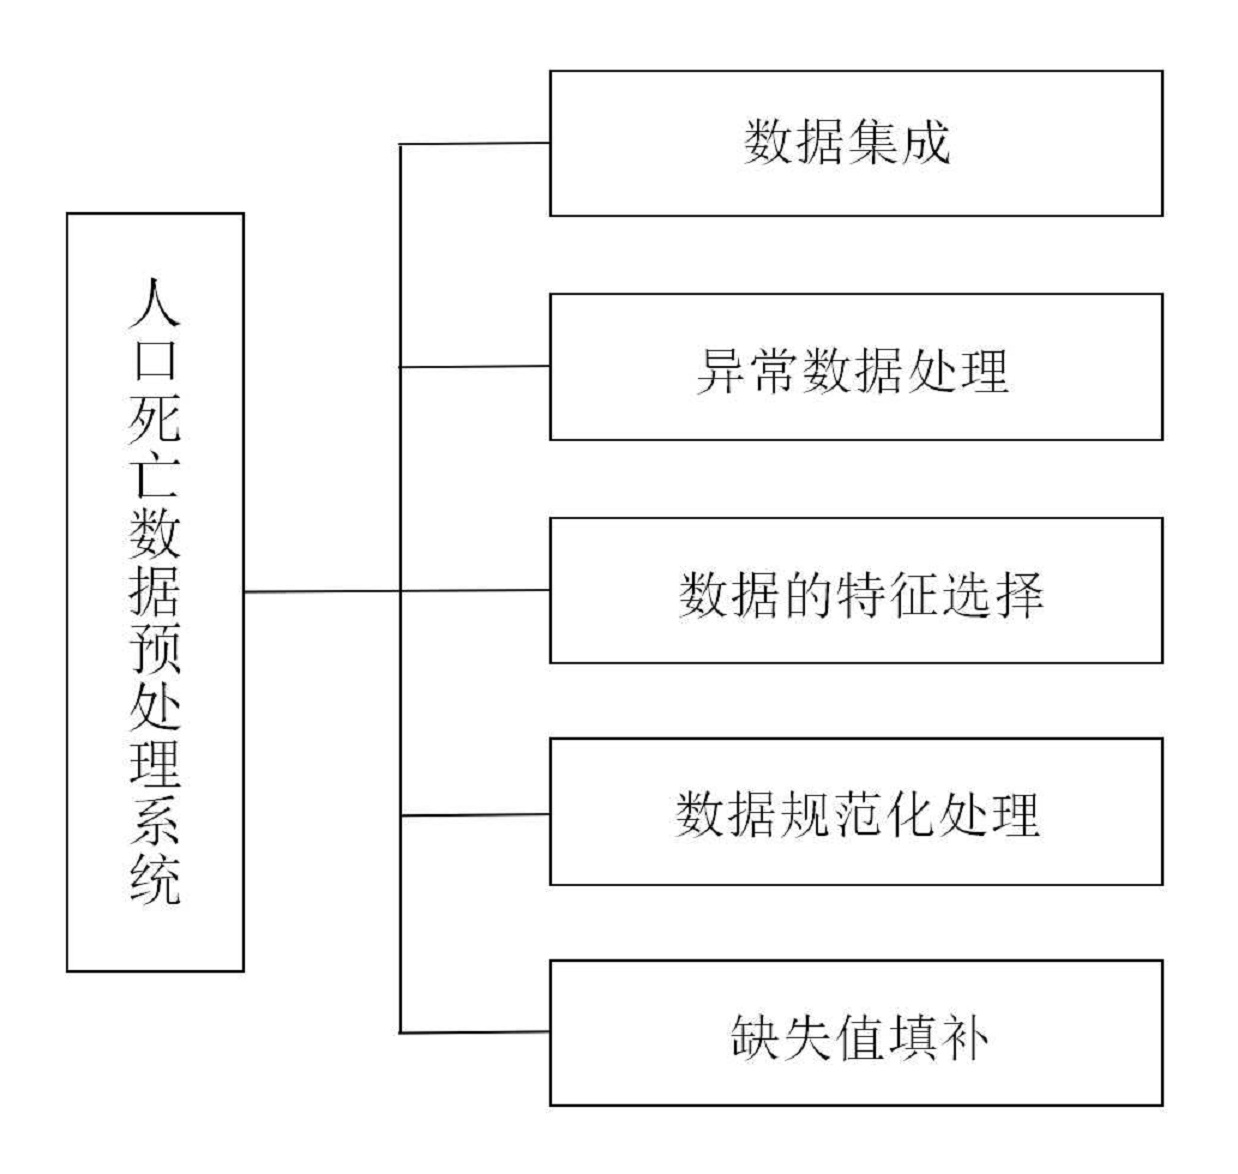 人口死亡数据预处理系统
数据集成
异常数据处理
数据的特征选择
数据规范化处理
缺失值填补